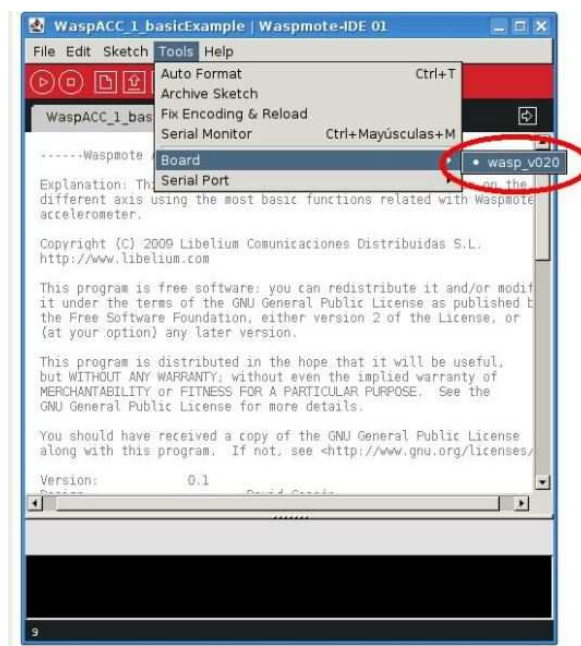 WaspACC_1_basicExample | Waspmote-IDE 01
File Edit Sketch Tools Help
Auto Format Ctrl+T
Archive Sketch
Fix Encoding & Reload
Serial Monitor Ctrl+Mayúsculas+M
Board
wasp_v020
Serial Port
WaspACC_1_bas
------Waspmote
Explanation: on the
different axis using the most basic functions related with Waspmote
accelerometer.
Copyright (C) 2009 Libelium Comunicaciones Distribuidas S.L.
http://www.libelium.com
This program is free software: you can redistribute it and/or modif
it under the terms of the GNU General Public License as published b
the Free Software Foundation, either version 2 of the License, or
(at your option) any later version.
This program is distributed in the hope that it will be useful,
but WITHOUT ANY WARRANTY; without even the implied warranty of
MERCHANTABILITY or FITNESS FOR A PARTICULAR PURPOSE. See the
GNU General Public License for more details.
You should have received a copy of the GNU General Public License
along with this program. If not, see <http://www.gnu.org/licenses/
Version: 0.1
9